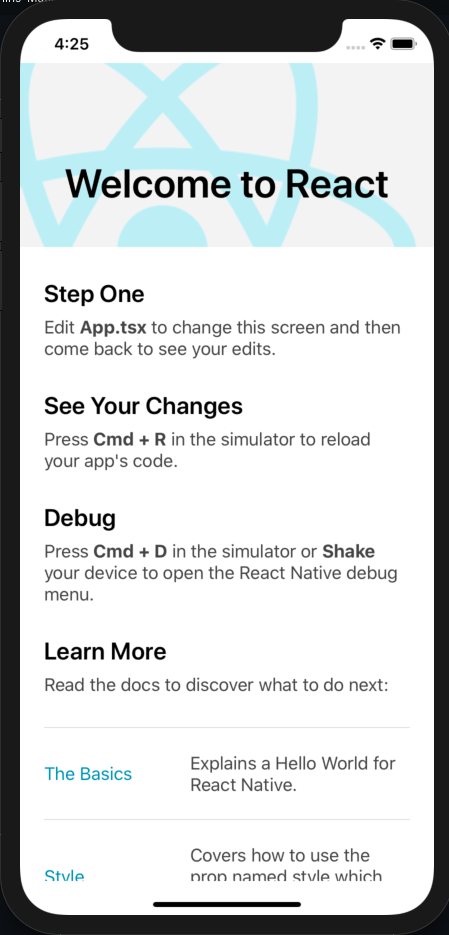 4:25
Welcome to React
Step One
Edit App.tsx to change this screen and then
come back to see your edits.
See Your Changes
Press Cmd + R in the simulator to reload
your app's code.
Debug
Press Cmd + D in the simulator or Shake
your device to open the React Native debug
menu.
Learn More
Read the docs to discover what to do next:
The Basics
Explains a Hello World for
React Native.
Style
Covers how to use the
prop named style which